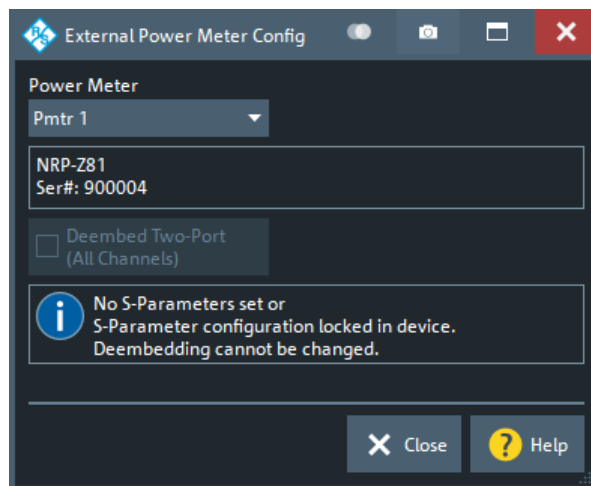 External Power Meter Config
Power Meter
Pmtr 1
NRP-Z81
Ser#: 900004
Deembed Two-Port
(All Channels)
No S-Parameters set or
S-Parameter configuration locked in device.
Deembedding cannot be changed.
Close
Help